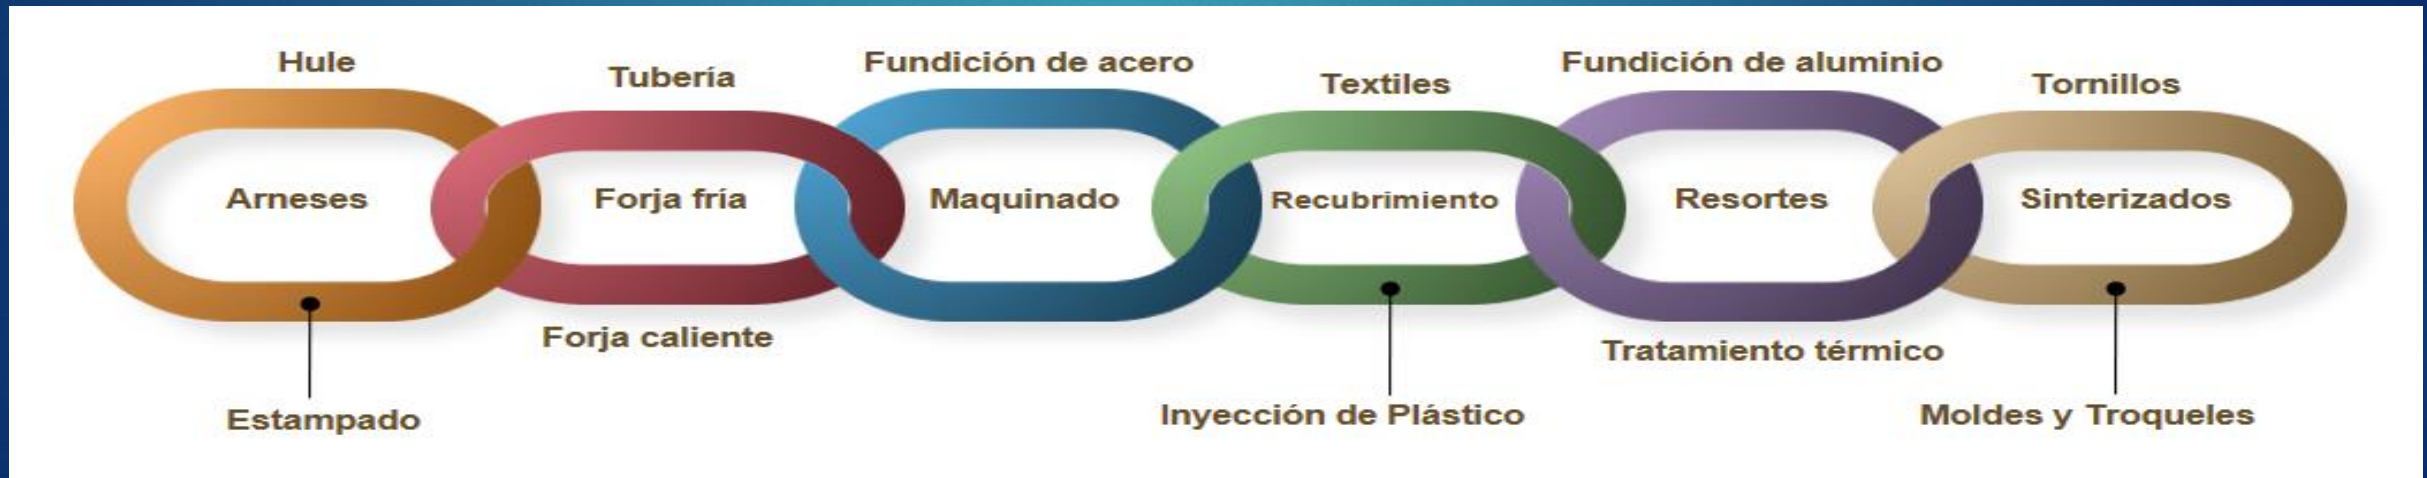 Hule
Tubería
Fundición de acero
Textiles
Fundición de aluminio
Tornillos
Arneses
Forja fría
Maquinado
Recubrimiento
Resortes
Sinterizados
Forja caliente
Tratamiento térmico
Estampado
Inyección de Plástico
Moldes y Troqueles